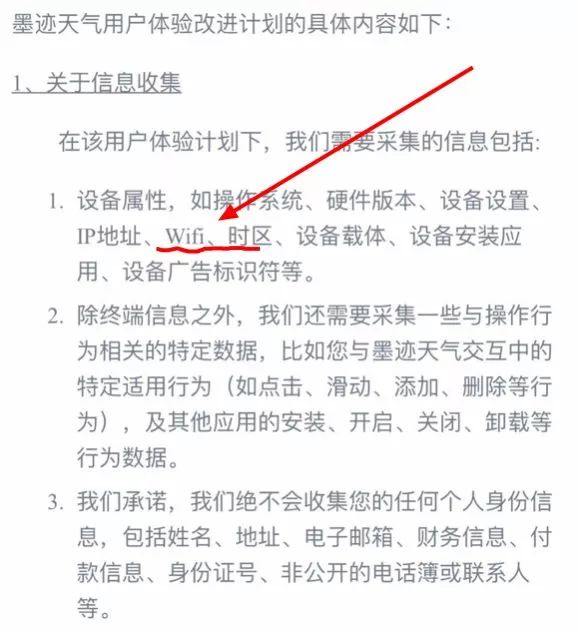 墨迹天气用户体验改进计划的具体内容如下：
1、关于信息收集
在该用户体验计划下，我们需要采集的信息包括:
1. 设备属性，如操作系统、硬件版本、设备设置、
IP地址、Wifi、时区、设备载体、设备安装应
用、设备广告标识符等。
2. 除终端信息之外，我们还需要采集一些与操作行
为相关的特定数据，比如您与墨迹天气交互中的
特定适用行为（如点击、滑动、添加、删除等行
为），及其他应用的安装、开启、关闭、卸载等
行为数据。
3. 我们承诺，我们绝不会收集您的任何个人身份信
息，包括姓名、地址、电子邮箱、财务信息、付
款信息、身份证号、非公开的电话簿或联系人
等。